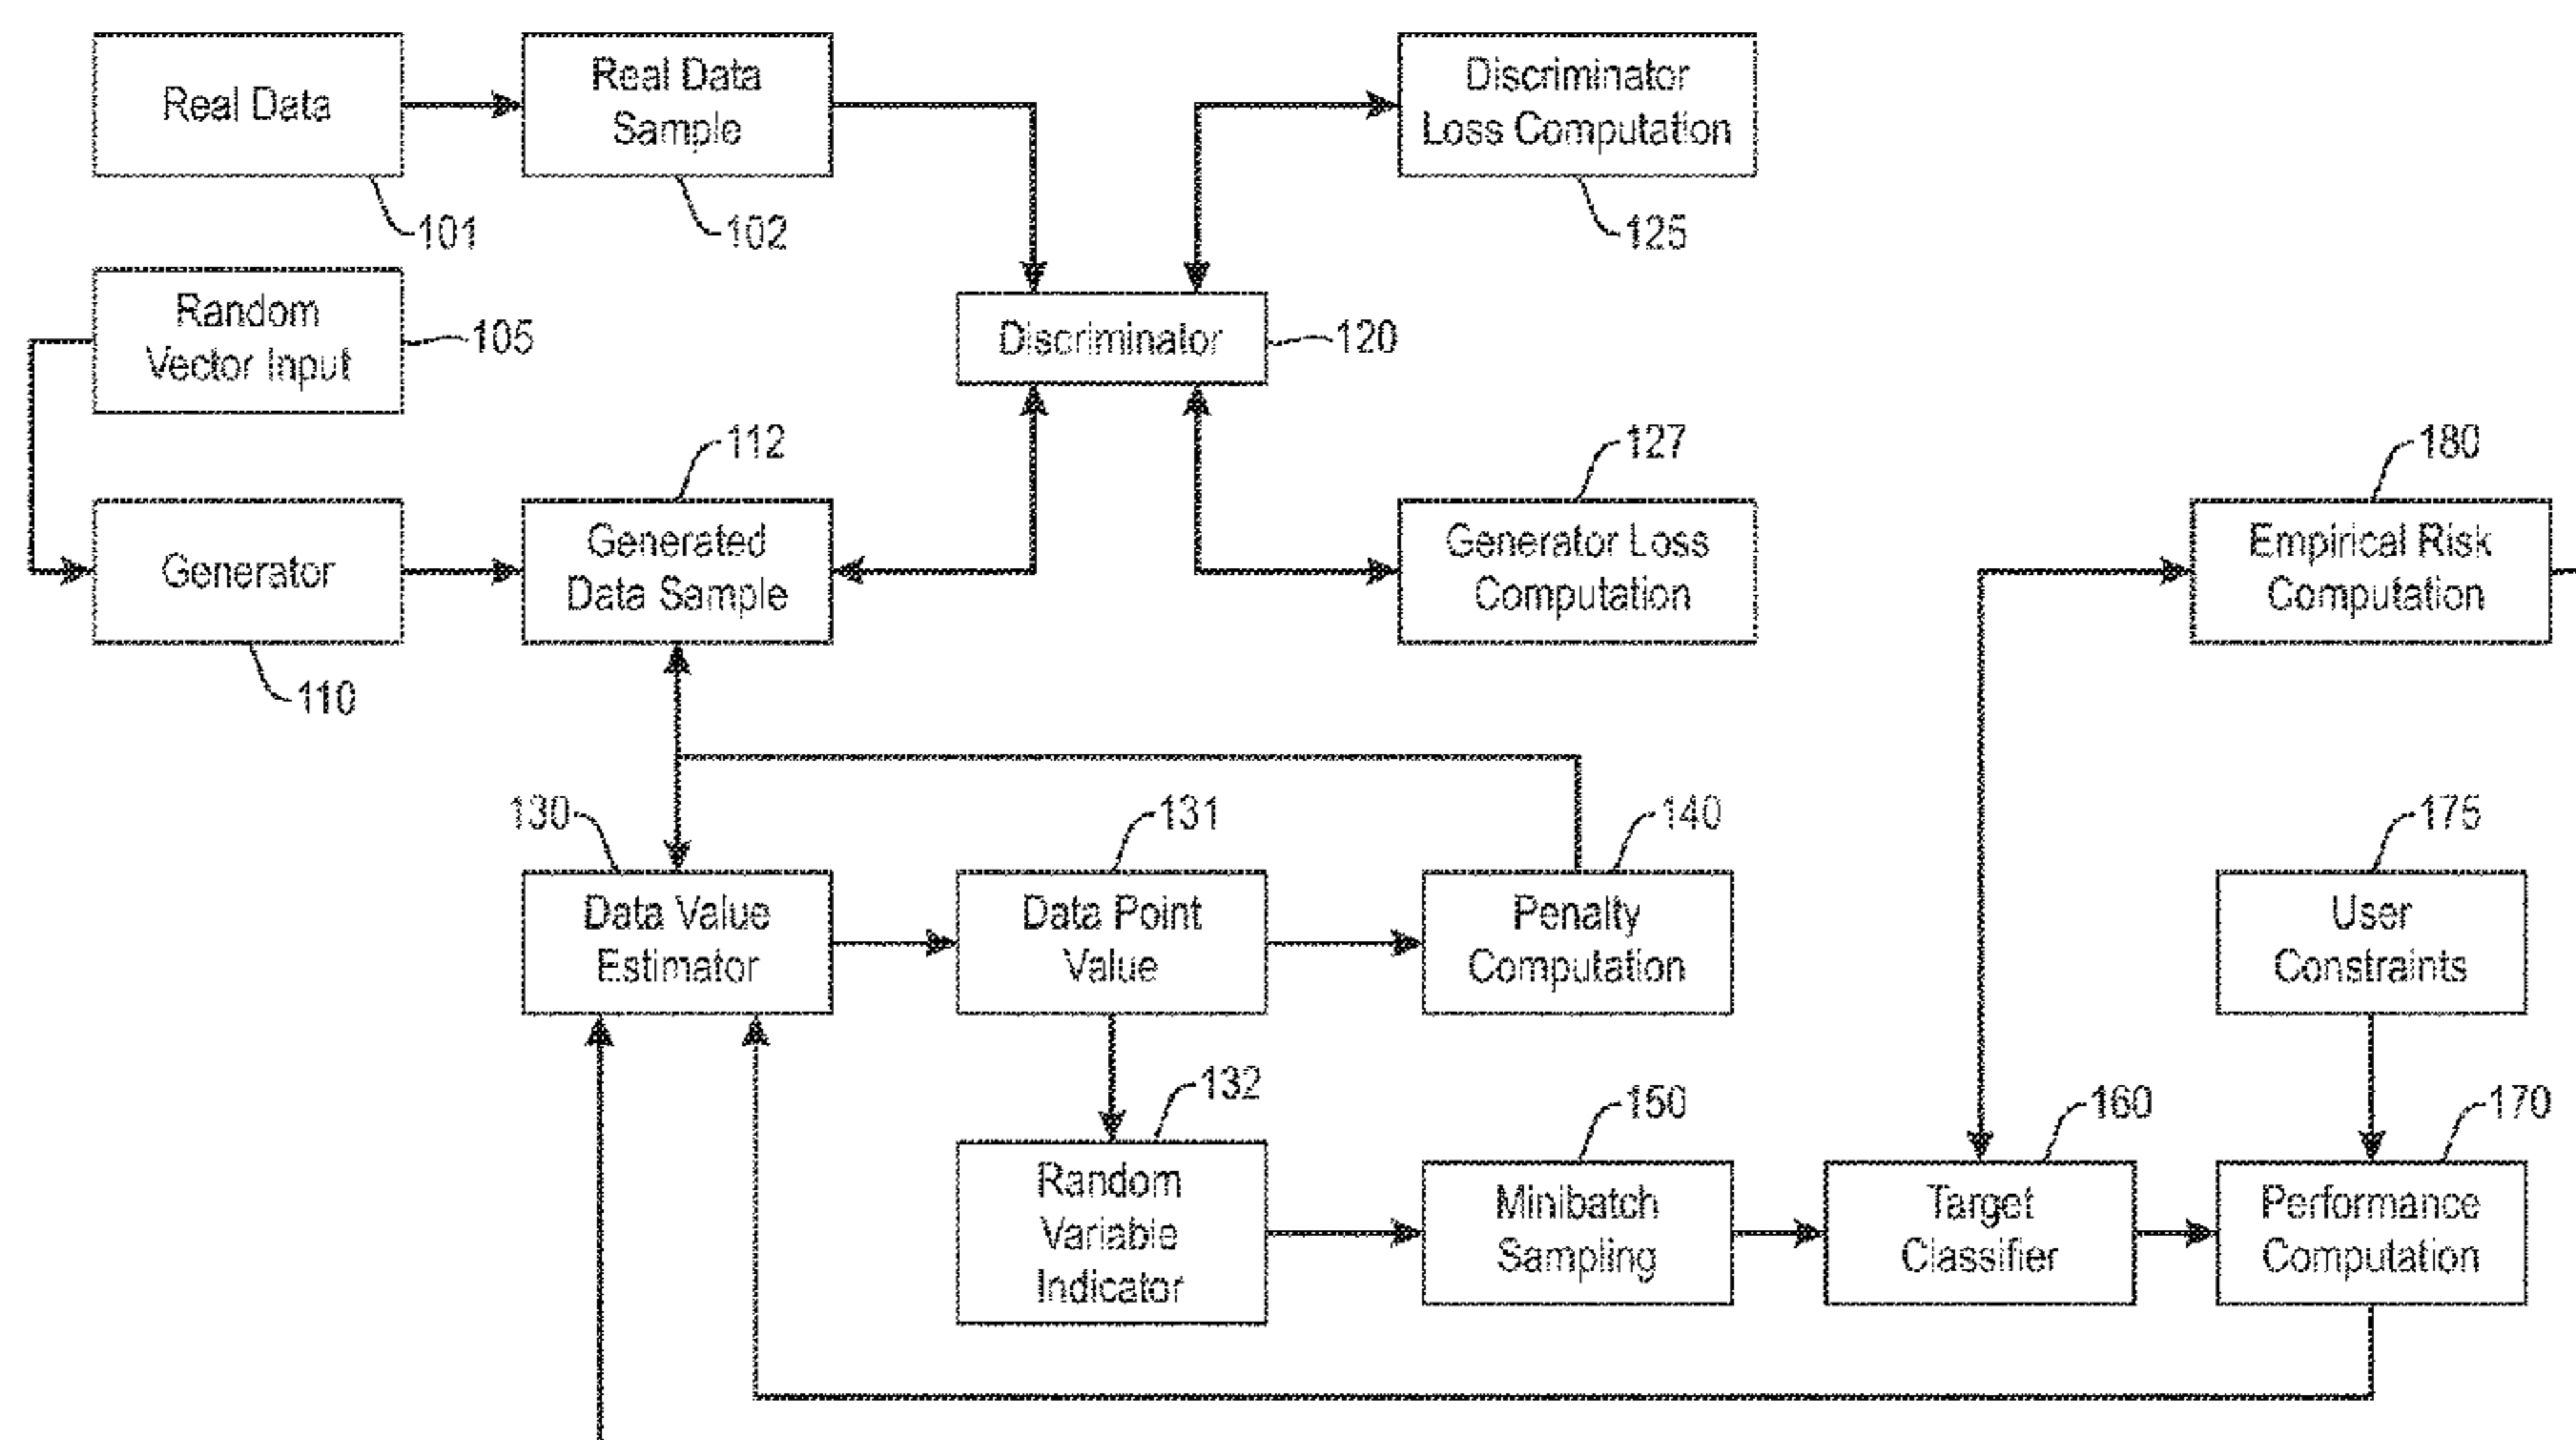 Real Data
101
Real Data
Sample
102
Discriminator
Loss Computation
125
Random
Vector Input
105
Discriminator
120
Generator
110
112
Generated
Data Sample
127
Generator Loss
Computation
180
Empirical Risk
Computation
130
Data Value
Estimator
131
Data Point
Value
140
Penalty
Computation
175
User
Constraints
132
Random
Variable
Indicator
150
Minibatch
Sampling
160
Target
Classifier
170
Performance
Computation